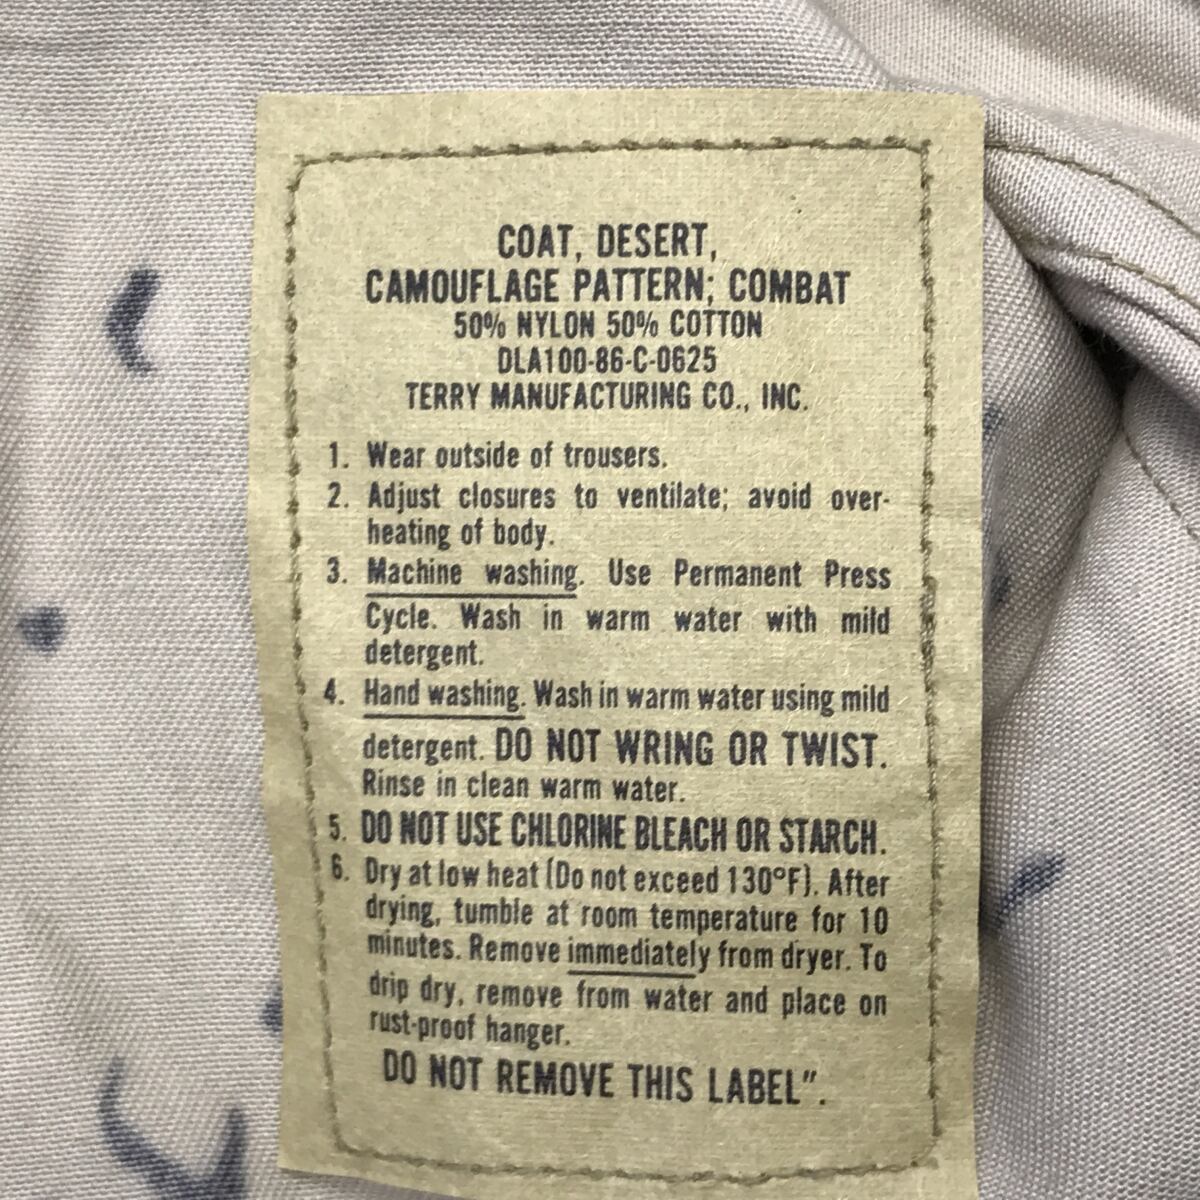 COAT, DESERT,
CAMOUFLAGE PATTERN; COMBAT
50% NYLON 50% COTTON
DLA100-86-C-0625
TERRY MANUFACTURING CO., INC.
1. Wear outside of trousers.
2. Adjust closures to ventilate; avoid over-
heating of body.
3. Machine washing. Use Permanent Press
Cycle. Wash in warm water with mild
detergent.
4. Hand washing. Wash in warm water using mild
detergent. DO NOT WRING OR TWIST.
Rinse in clean warm water.
5. DO NOT USE CHLORINE BLEACH OR STARCH.
6. Dry at low heat (Do not exceed 130°F). After
drying, tumble at room temperature for 10
minutes. Remove immediately from dryer. To
drip dry, remove from water and place on
rust-proof hanger.
DO NOT REMOVE THIS LABEL”.